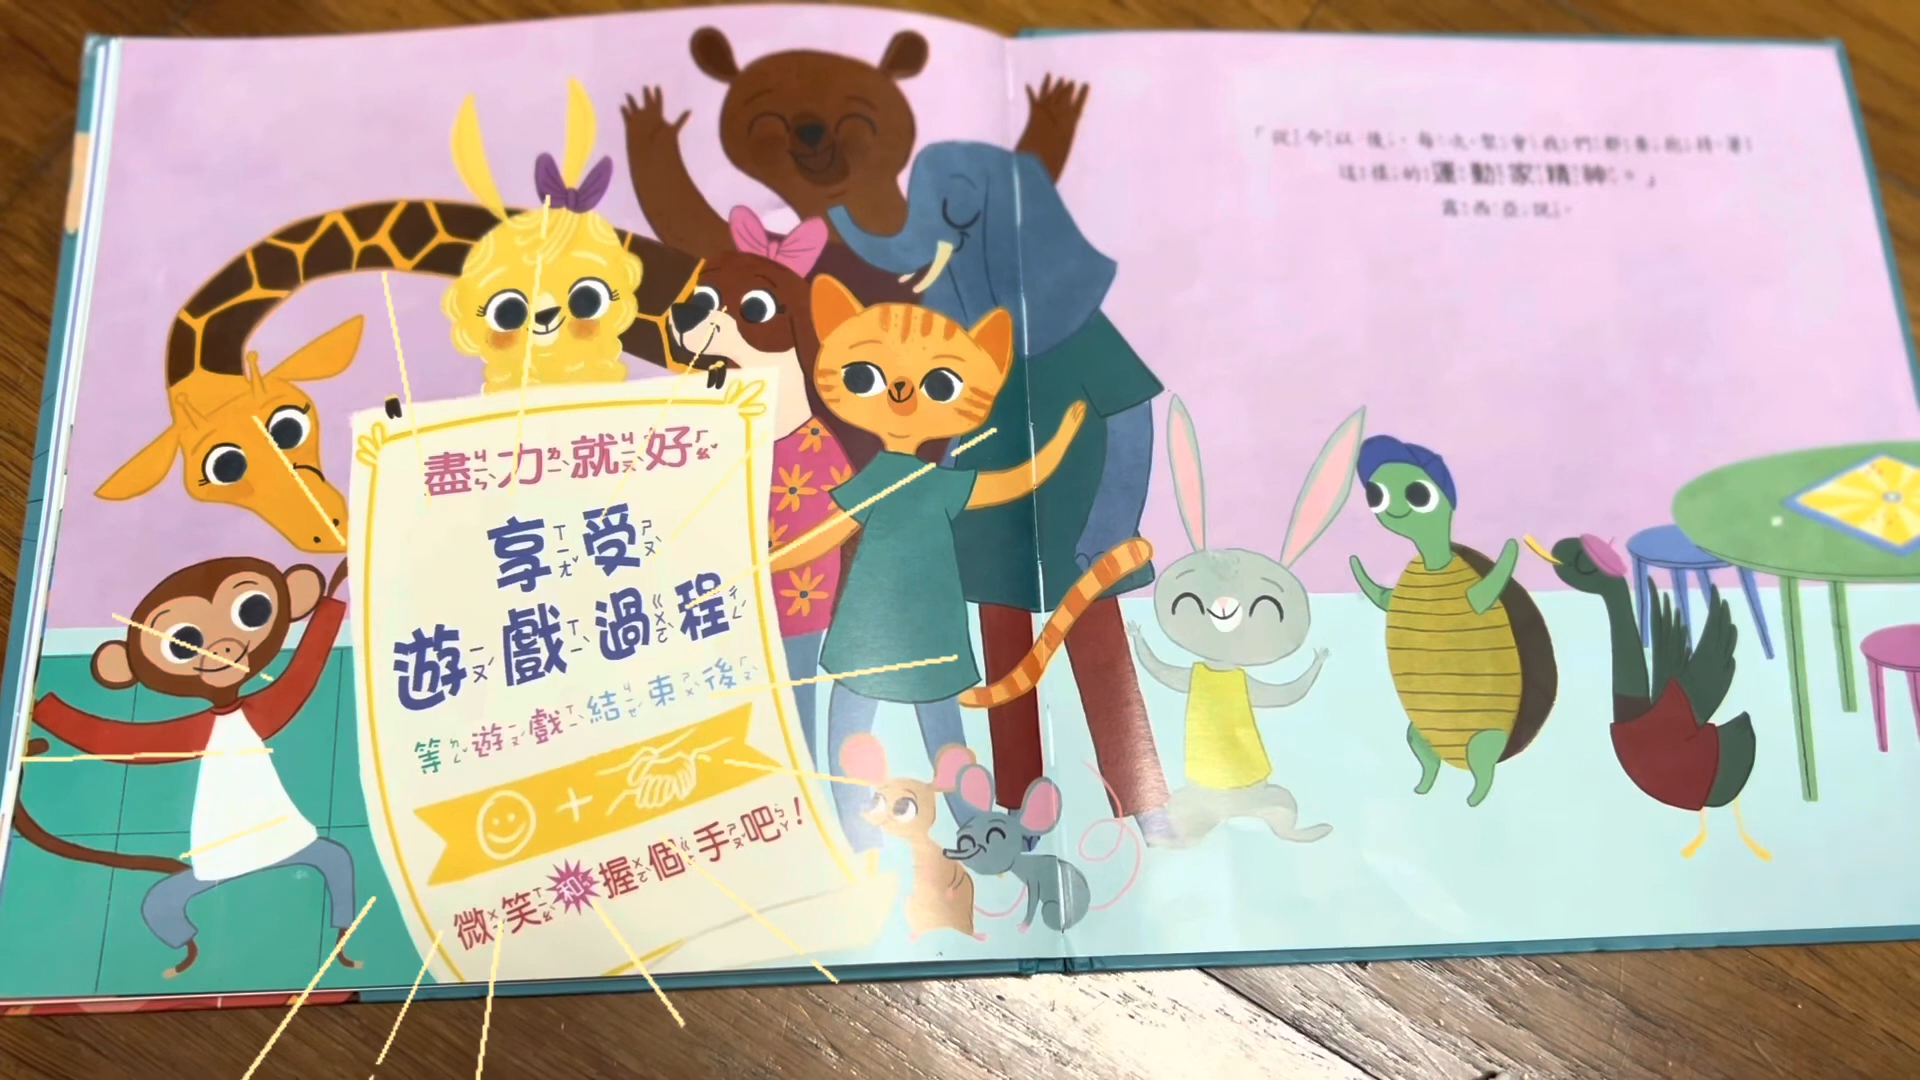 盡力就好
享受
遊戲過程
等遊戲結束後
微笑和握個手吧！
「從今以後，每次聚會我們都要抱持著
這樣的運動家精神。」
露西亞說。